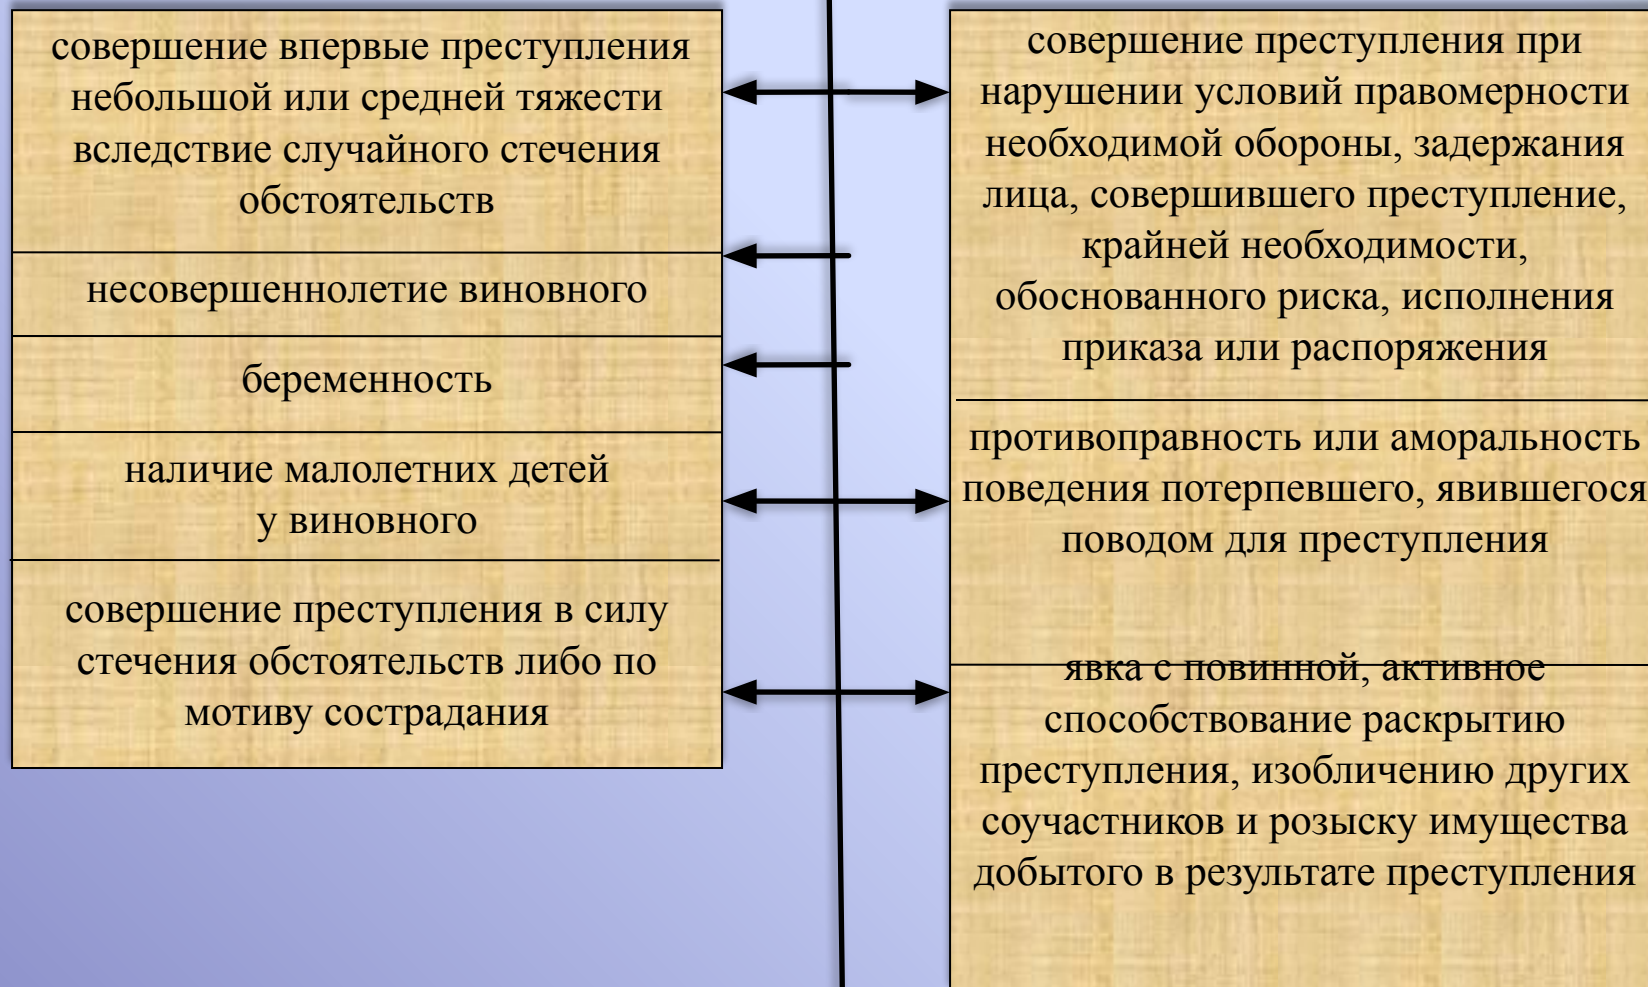 совершение впервые преступления
небольшой или средней тяжести
вследствие случайного стечения
обстоятельств
несовершеннолетие виновного
беременность
наличие малолетних детей
у виновного
совершение преступления в силу
стечения обстоятельств либо по
мотиву сострадания
совершение преступления при
нарушении условий правомерности
необходимой обороны, задержания
лица, совершившего преступление,
крайней необходимости,
обоснованного риска, исполнения
приказа или распоряжения
противоправность или аморальность
поведения потерпевшего, явившегося
поводом для преступления
явка с повинной, активное
способствование раскрытию
преступления, изобличению других
соучастников и розыску имущества
добытого в результате преступления